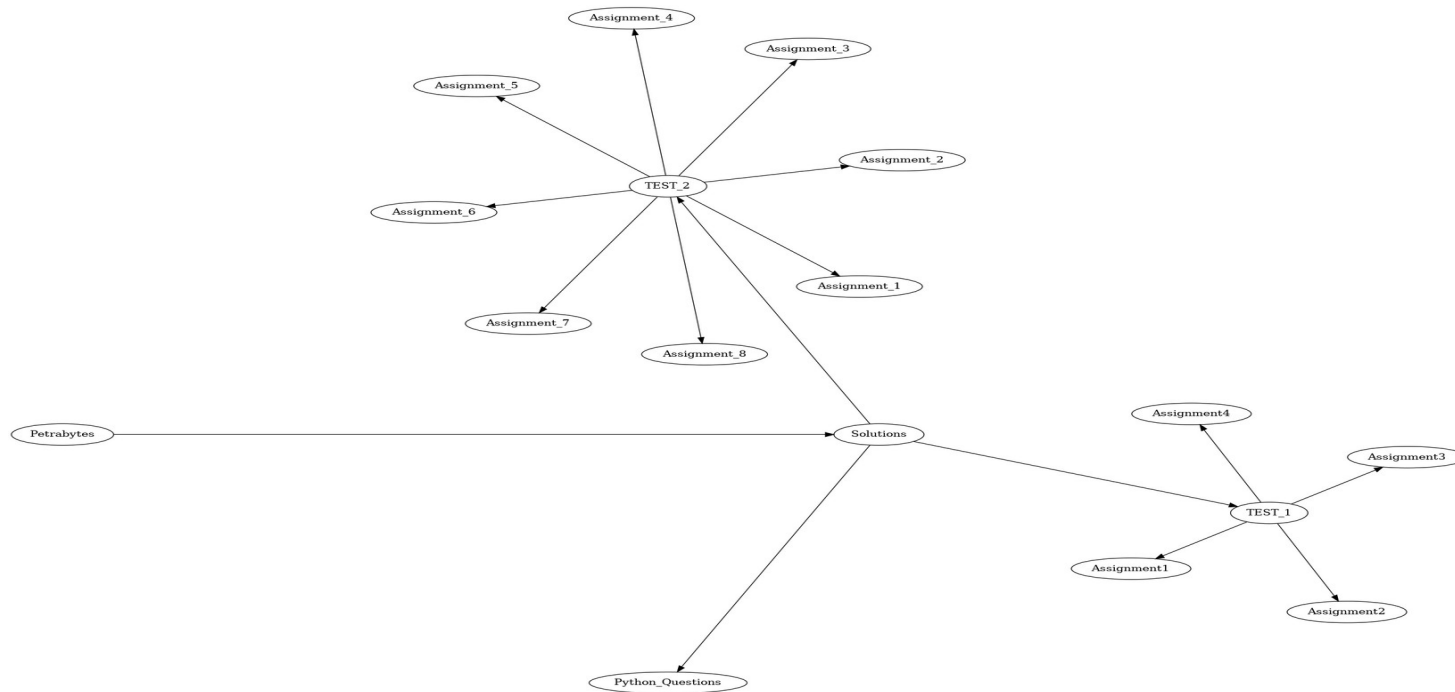 Assignment_4
Assignment_3
Assignment_5
Assignment_2
TEST_2
Assignment_6
Assignment_1
Assignment_7
Assignment_8
Assignment4
Petrabytes
Solutions
Assignment3
TEST_1
Assignment1
Assignment2
Python_Questions